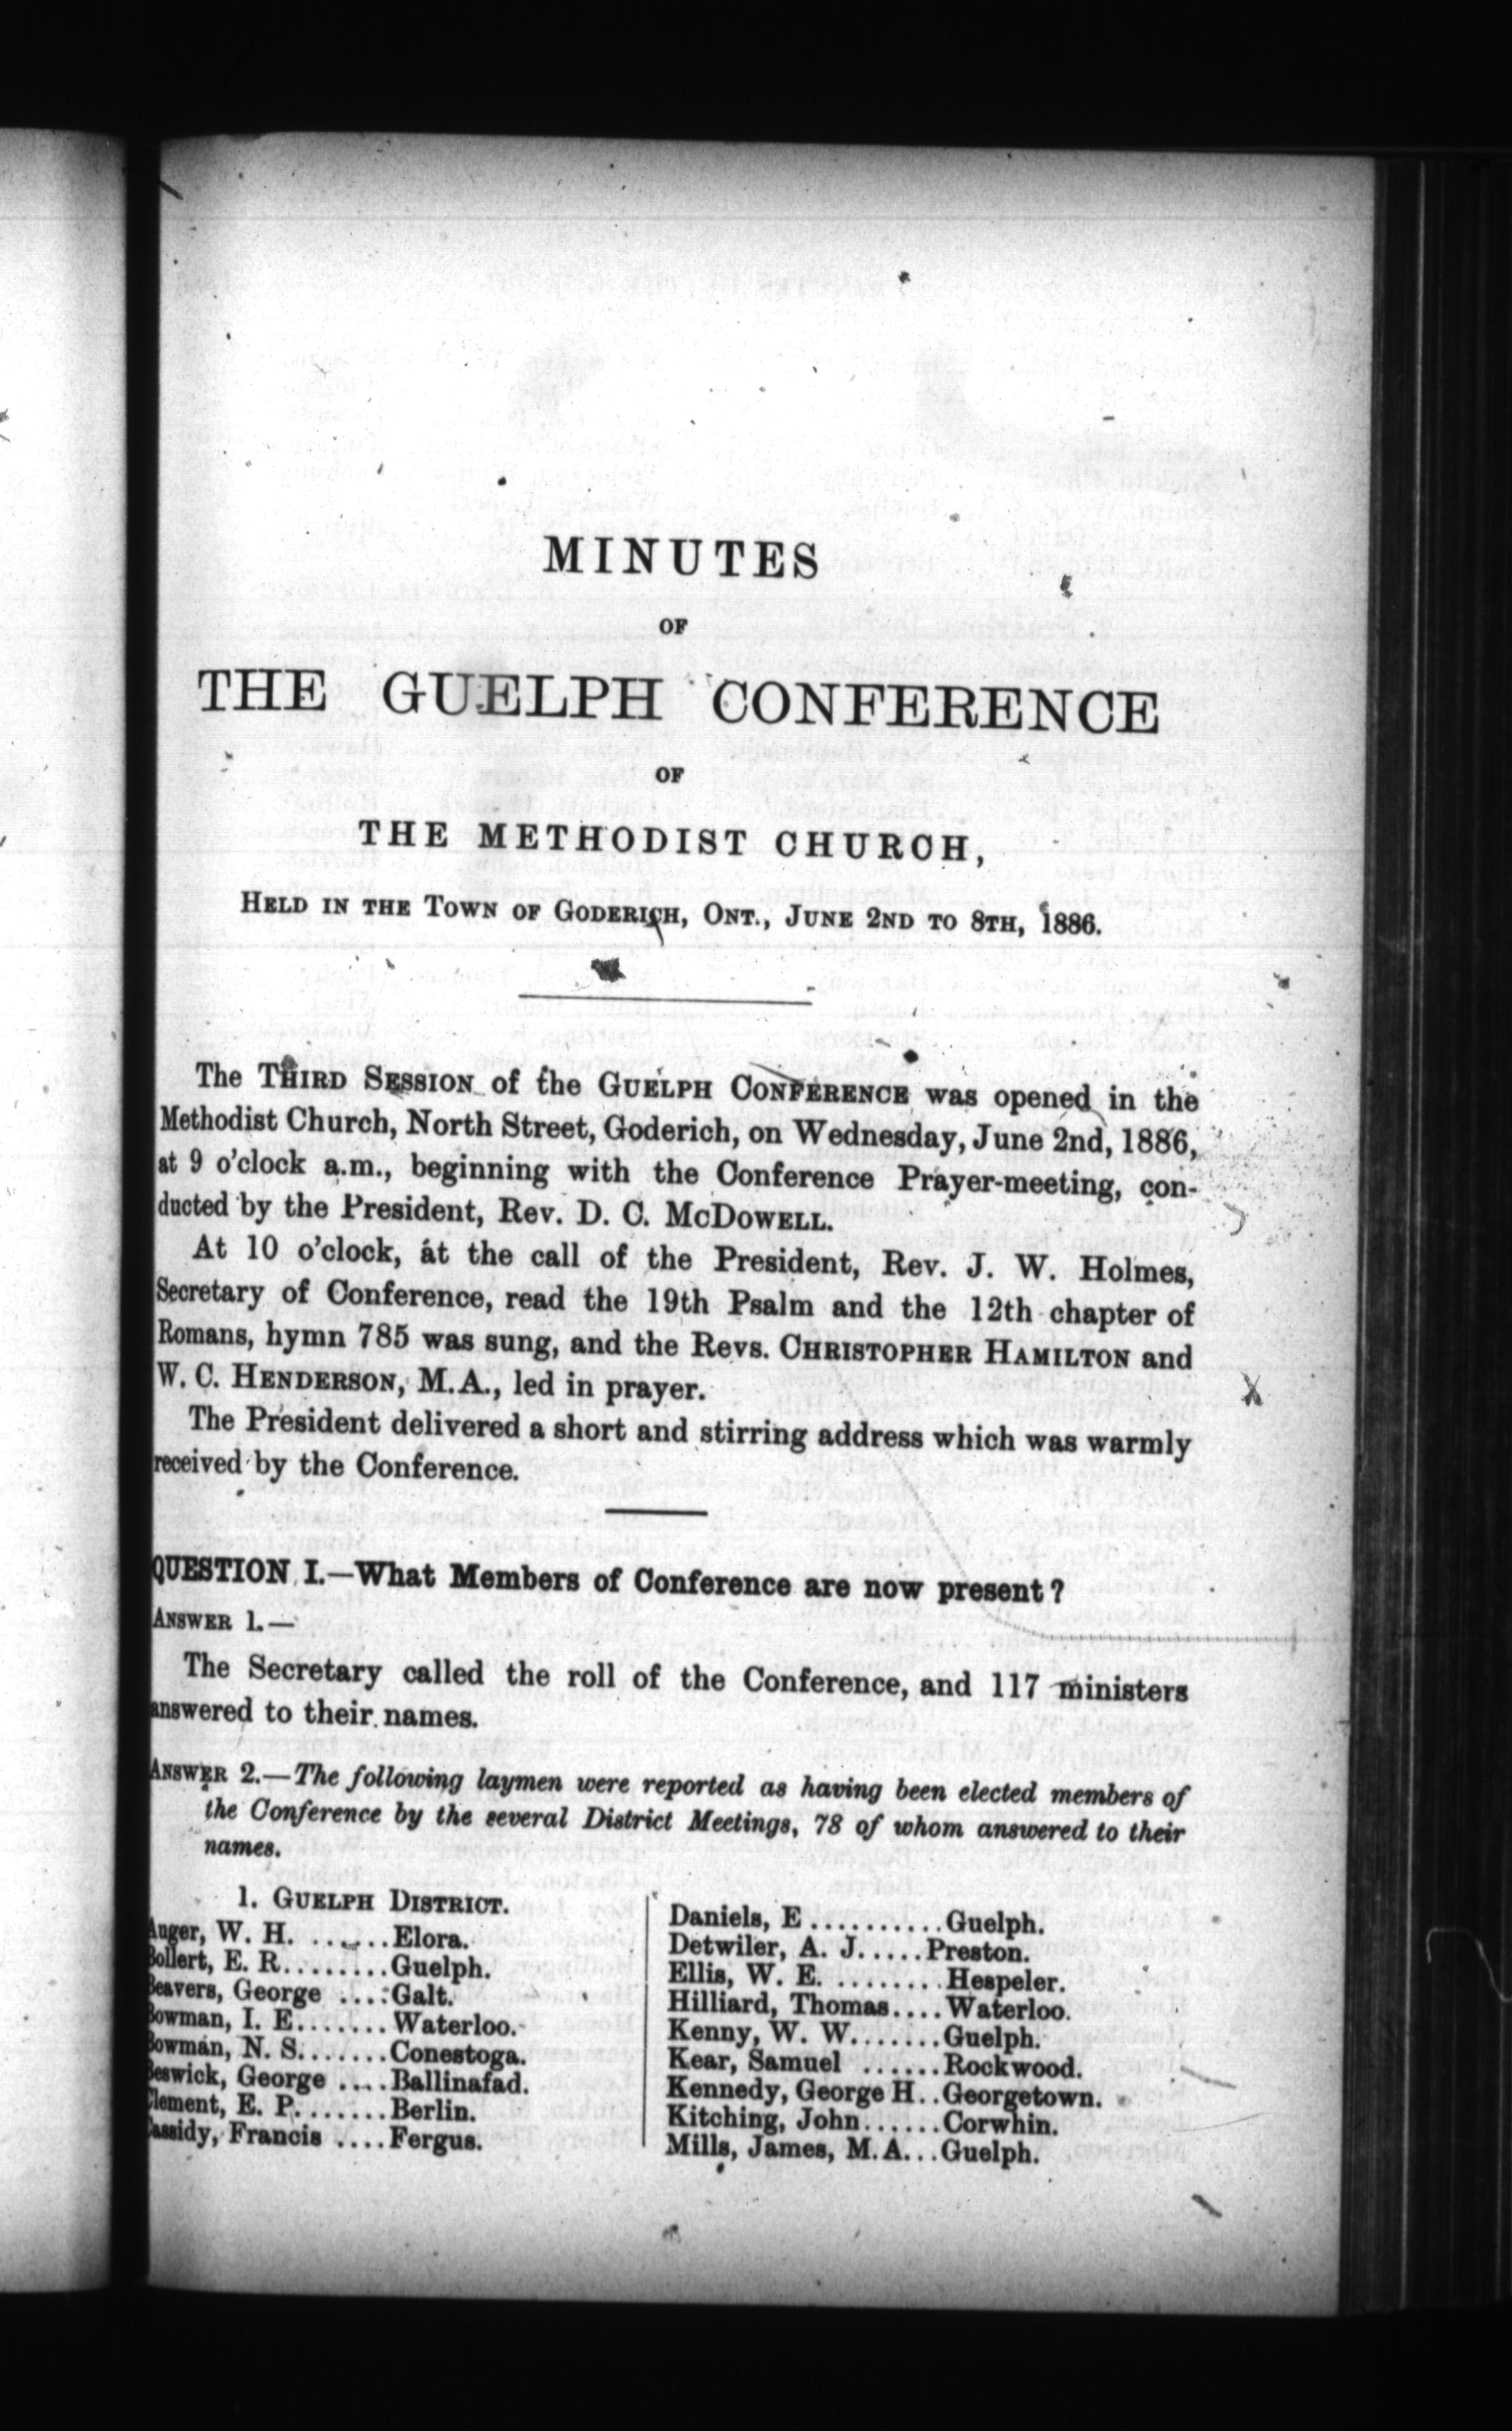 MINUTES
OF
THE GUELPH CONFERENCE
OF
THE METHODIST CHURCH,
HELD IN THE TOWN OF GODERICH, ONT., JUNE 2ND TO 8TH, 1886.
The THIRD SESSION of the GUELPH CONFERENCE was opened in the
Methodist Church, North Street, Goderich, on Wednesday, June 2nd, 1886,
at 9 o'clock a.m., beginning with the Conference Prayer-meeting, con-
ducted by the President, Rev. D. C. McDOWELL.
At 10 o'clock, at the call of the President, Rev. J. W. Holmes,
Secretary of Conference, read the 19th Psalm and the 12th chapter of
Romans, hymn 785 was sung, and the Revs. CHRISTOPHER HAMILTON and
W. C. HENDERSON, M.A., led in prayer.
The President delivered a short and stirring address which was warmly
received by the Conference.
QUESTION I.—What Members of Conference are now present?
ANSWER 1.—
The Secretary called the roll of the Conference, and 117 ministers
answered to their names.
ANSWER 2.—The following laymen were reported as having been elected members of
the Conference by the several District Meetings, 78 of whom answered to their
names.
1. GUELPH DISTRICT.
Auger, W. H. ......Elora.
Bollert, E. R........Guelph.
Beavers, George ....Galt.
Bowman, I. E.......Waterloo.
Bowman, N. S.......Conestoga.
Beswick, George ....Ballinafad.
Clement, E. P.......Berlin.
Cassidy, Francis ....Fergus.
Daniels, E..........Guelph.
Detwiler, A. J.....Preston.
Ellis, W. E. ........Hespeler.
Hilliard, Thomas....Waterloo.
Kenny, W. W.......Guelph.
Kear, Samuel ......Rockwood.
Kennedy, George H..Georgetown.
Kitching, John......Corwhin.
Mills, James, M.A...Guelph.